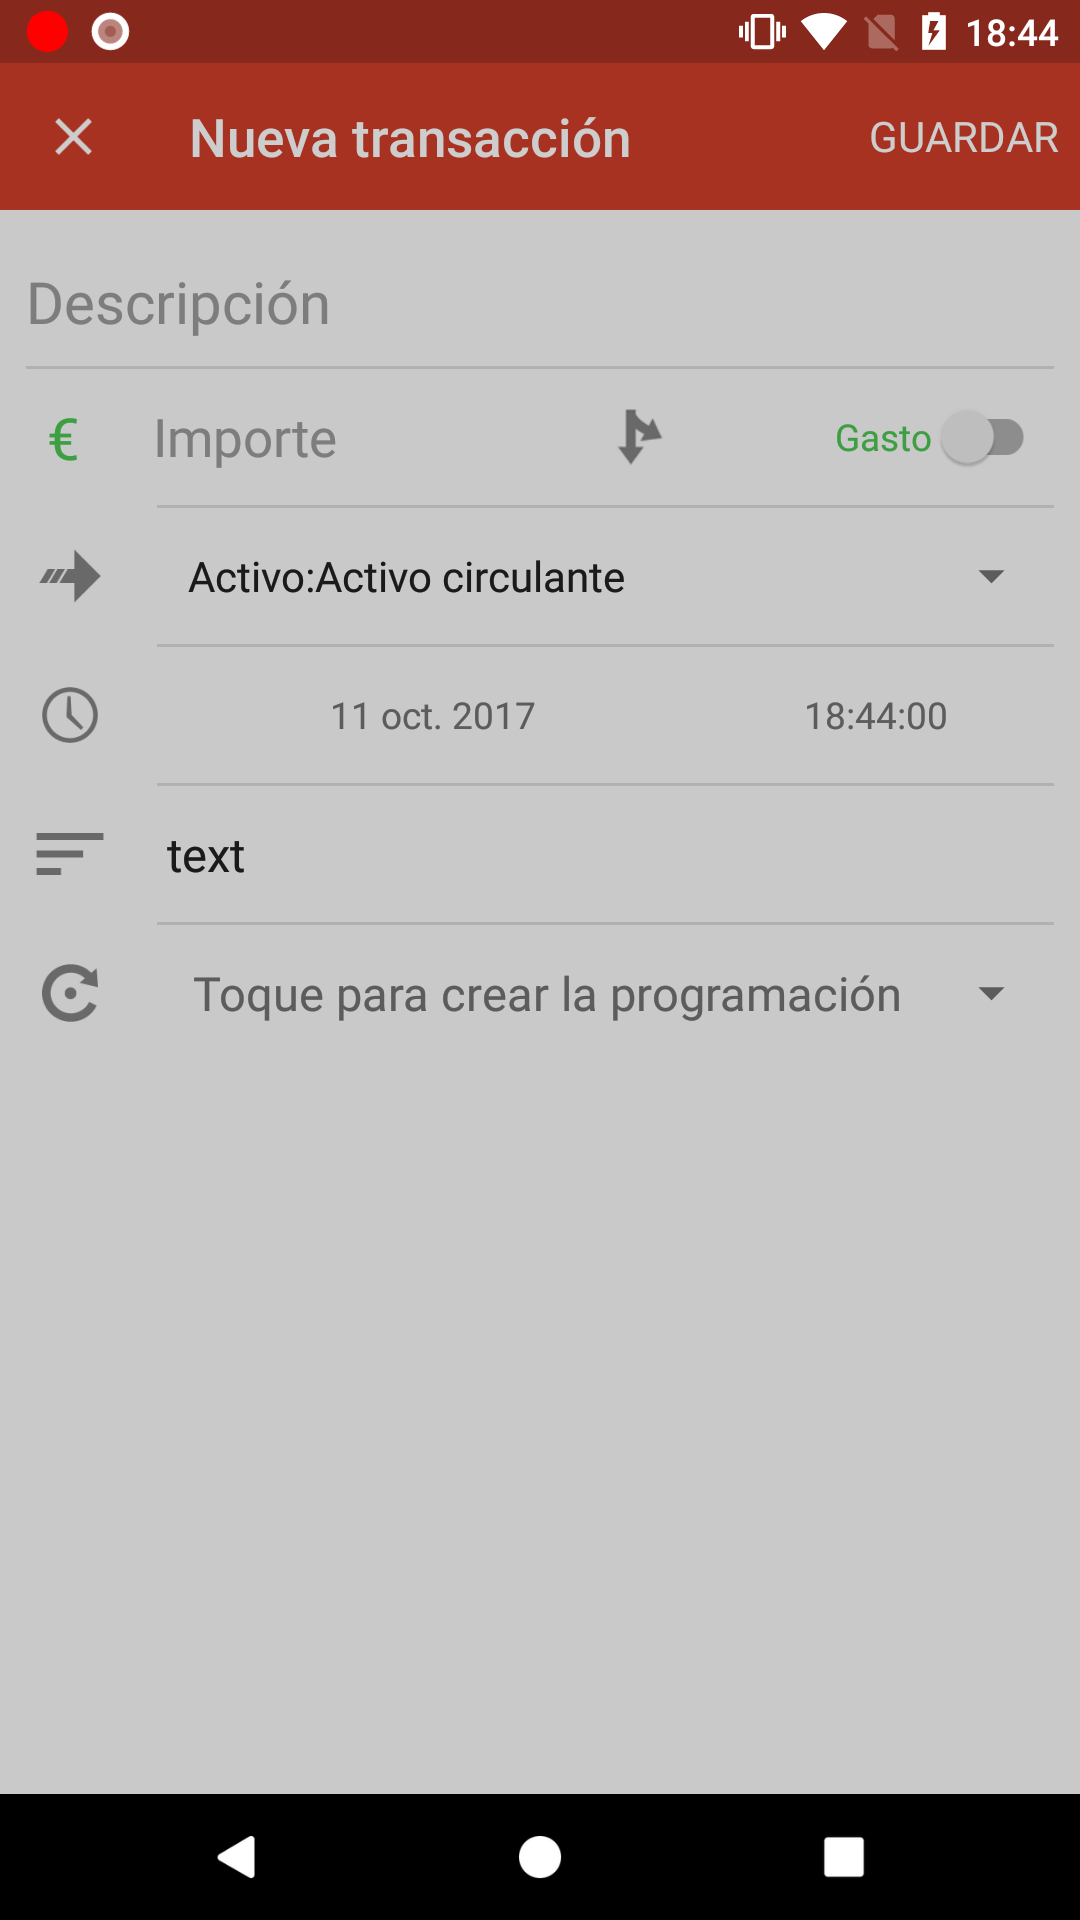 18:44
Nueva transacción
GUARDAR
Descripción
€ Importe Gasto
Activo:Activo circulante
11 oct. 2017 18:44:00
text
Toque para crear la programación